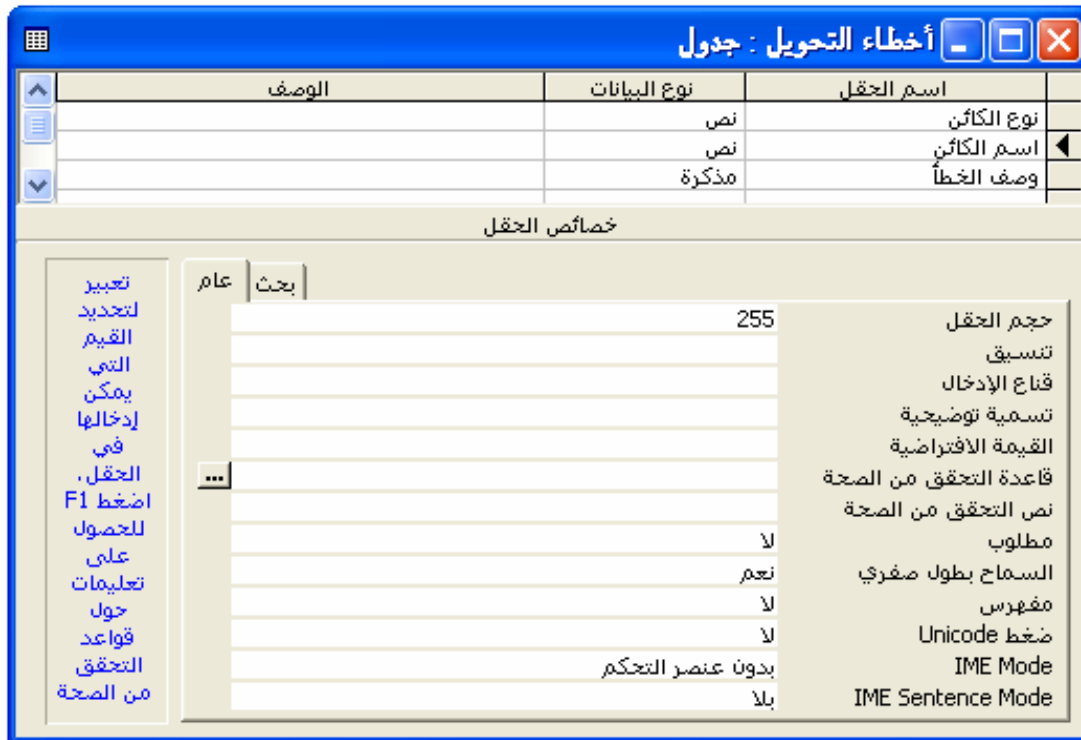 أخطاء التحويل : جدول
اسم الحقل نوع البيانات الوصف
نوع الكائن نص
اسم الكائن نص
وصف الخطأ مذكرة
خصائص الحقل
بحث عام
حجم الحقل 255
تنسيق
قناع الإدخال
تسمية توضيحية
القيمة الافتراضية
قاعدة التحقق من الصحة ...
نص التحقق من الصحة
مطلوب لا
السماح بطول صفري نعم
مفهرس لا
ضغط Unicode لا
IME Mode بدون عنصر التحكم
IME Sentence Mode بلا
تعبير
لتحديد
القيم
التي
يمكن
إدخالها
في
الحقل.
اضغط F1
للحصول
على
تعليمات
حول
قواعد
التحقق
من الصحة